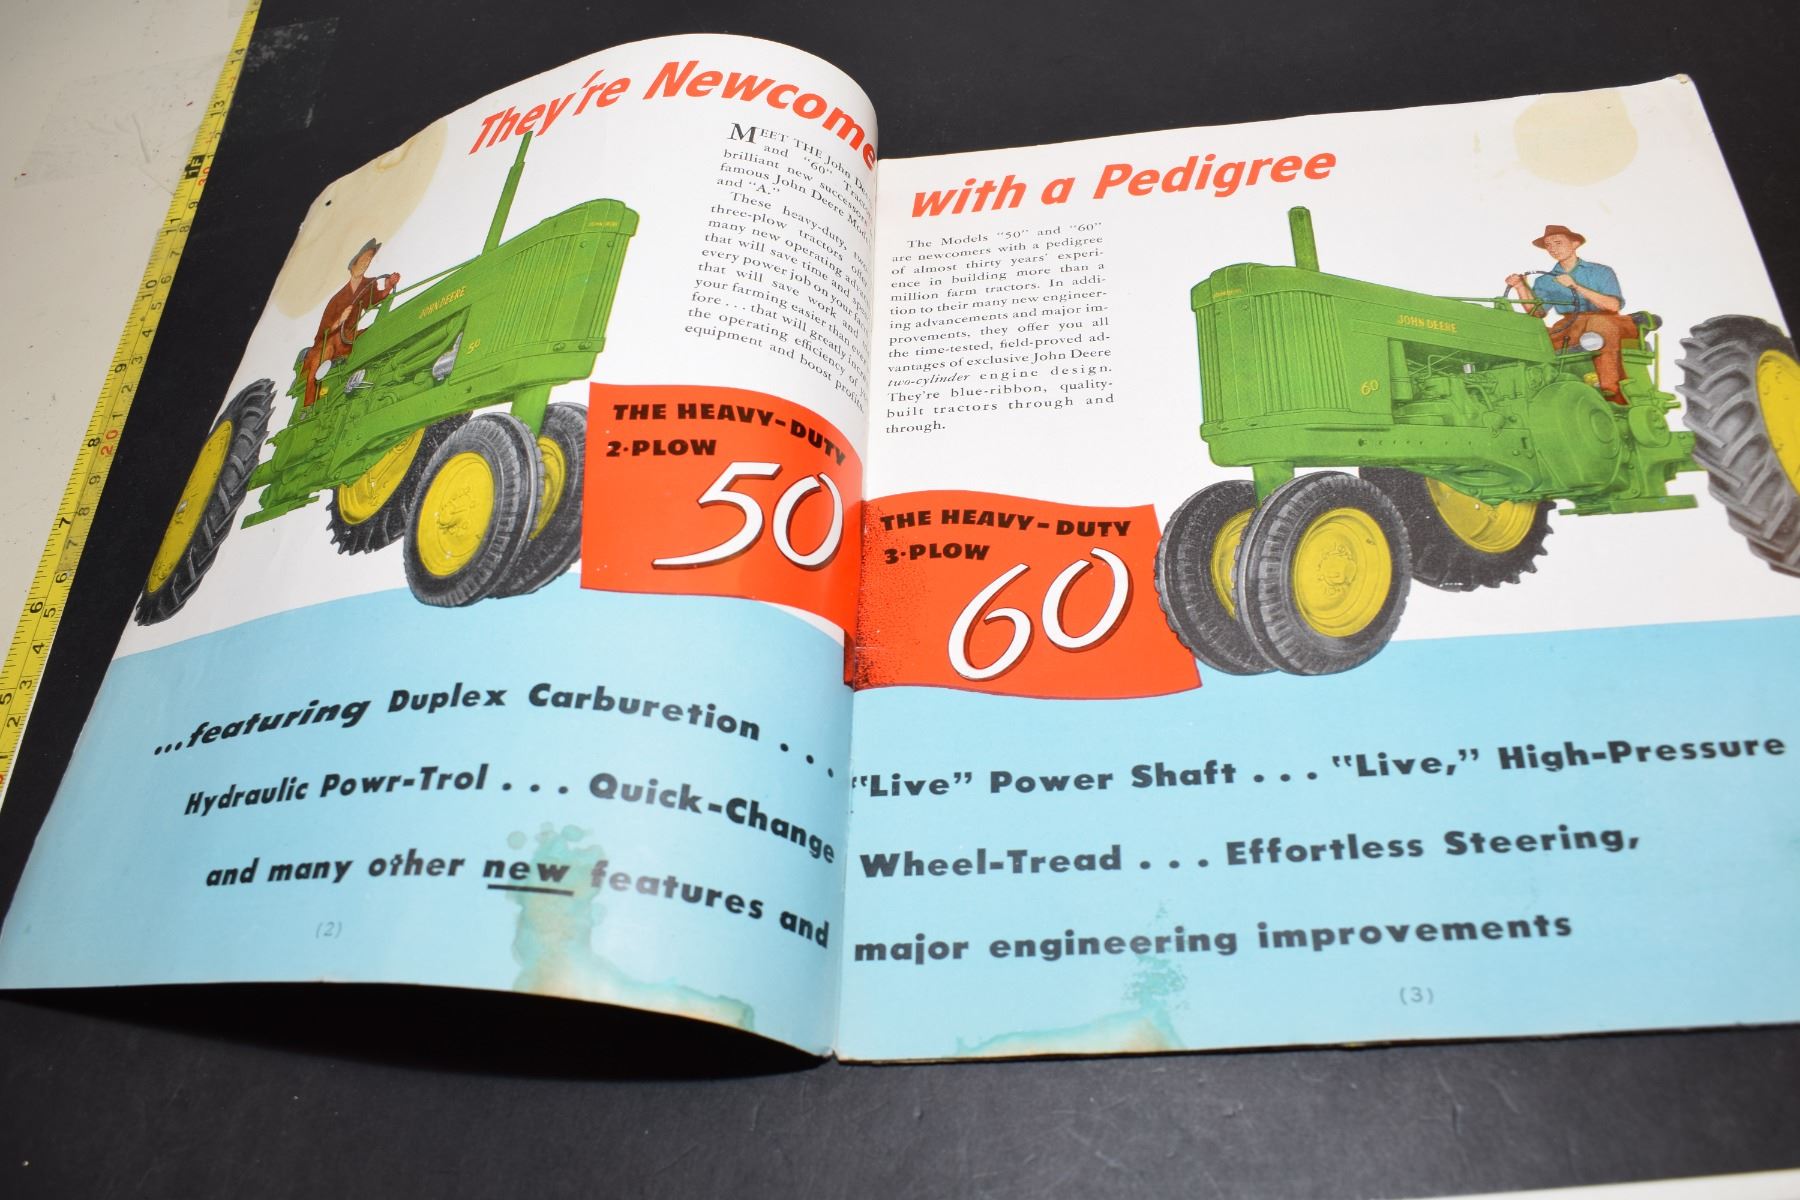 They're Newcome
MEET THE John De
and "60" Tracto
brilliant new successors
famous John Deere Mod
and "A."
These heavy-duty,
three-plow tractors
many new operating
that will save time and
every power job on your
that will save work and
your farming easier than ever
fore . . . that will greatly
the operating efficiency of
equipment and boost profits.
JOHN DEERE
50
THE HEAVY-DUTY
2-PLOW
50
...featuring Duplex Carburetion . . .
Hydraulic Powr-Trol . . . Quick-Change
and many other new features and
(2)
with a Pedigree
The Models "50" and "60"
are newcomers with a pedigree
of almost thirty years' experi-
ence in building more than a
million farm tractors. In addi-
tion to their many new engineer-
ing advancements and major im-
provements, they offer you all
the time-tested, field-proved ad-
vantages of exclusive John Deere
two-cylinder engine design.
They're blue-ribbon, quality-
built tractors through and
through.
JOHN DEERE
60
THE HEAVY-DUTY
3-PLOW
60
"Live" Power Shaft . . . "Live," High-Pressure
Wheel-Tread . . . Effortless Steering,
major engineering improvements
(3)